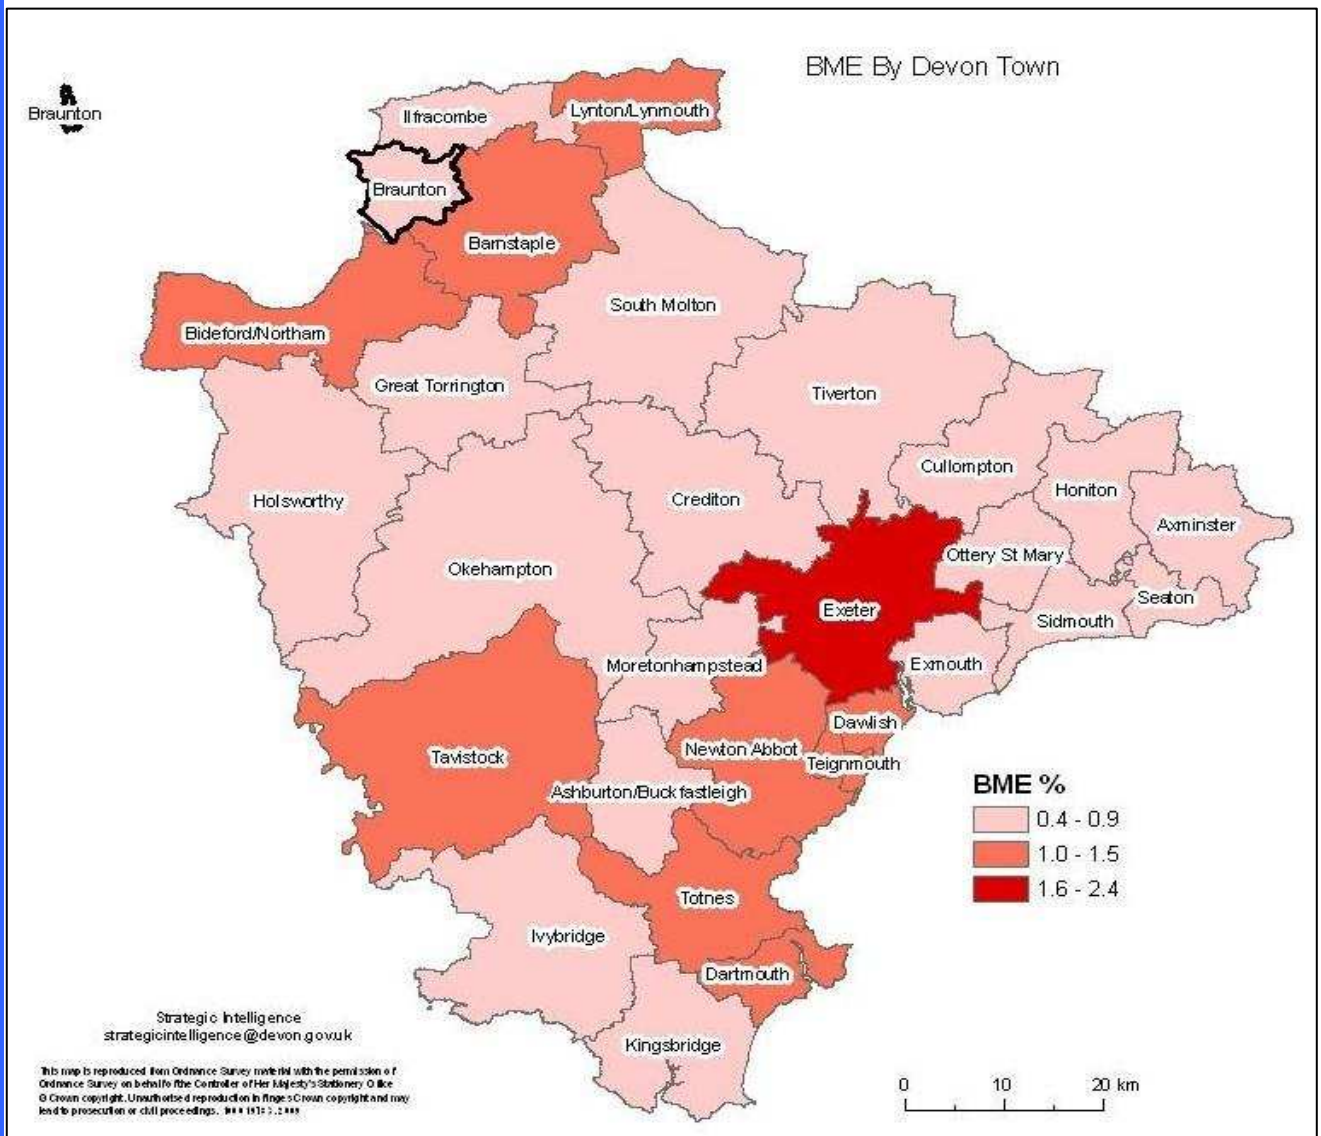 BME By Devon Town
Braunton
Ilfracombe
Lynton/Lynmouth
Braunton
Barnstaple
South Molton
Bideford/Northam
Great Torrington
Tiverton
Cullompton
Honiton
Holsworthy
Crediton
Axminster
Okehampton
Ottery St Mary
Seaton
Exeter
Sidmouth
Moretonhampstead
Exmouth
Dawlish
Newton Abbot
Tavistock
Teignmouth
Ashburton/Buckfastleigh
BME %
0.4 - 0.9
1.0 - 1.5
1.6 - 2.4
Totnes
Ivybridge
Dartmouth
Kingsbridge
Strategic Intelligence
strategicintelligence@devon.gov.uk
This map is reproduced from Ordnance Survey material with the permission of
Ordnance Survey on behalf of the Controller of Her Majesty's Stationery Office
© Crown copyright. Unauthorised reproduction infringes Crown copyright and may
lead to prosecution or civil proceedings.
0 10 20 km